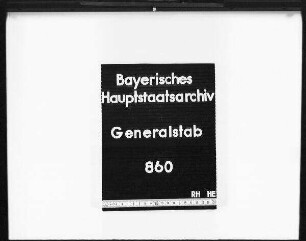 Bayerisches
Hauptstaatsarchiv
Generalstab
860
RH HE